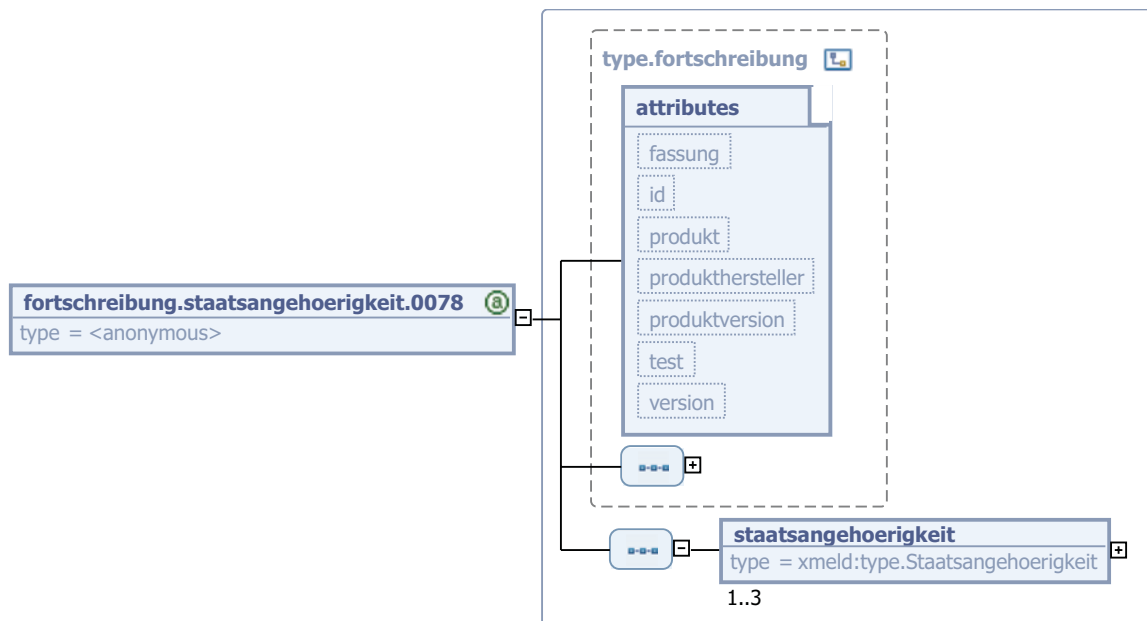 type.fortschreibung
attributes
fassung
id
produkt
produkthersteller
produktversion
test
version
fortschreibung.staatsangehoerigkeit.0078
type = <anonymous>
staatsangehoerigkeit
type = xmeld:type.Staatsangehoerigkeit
1..3